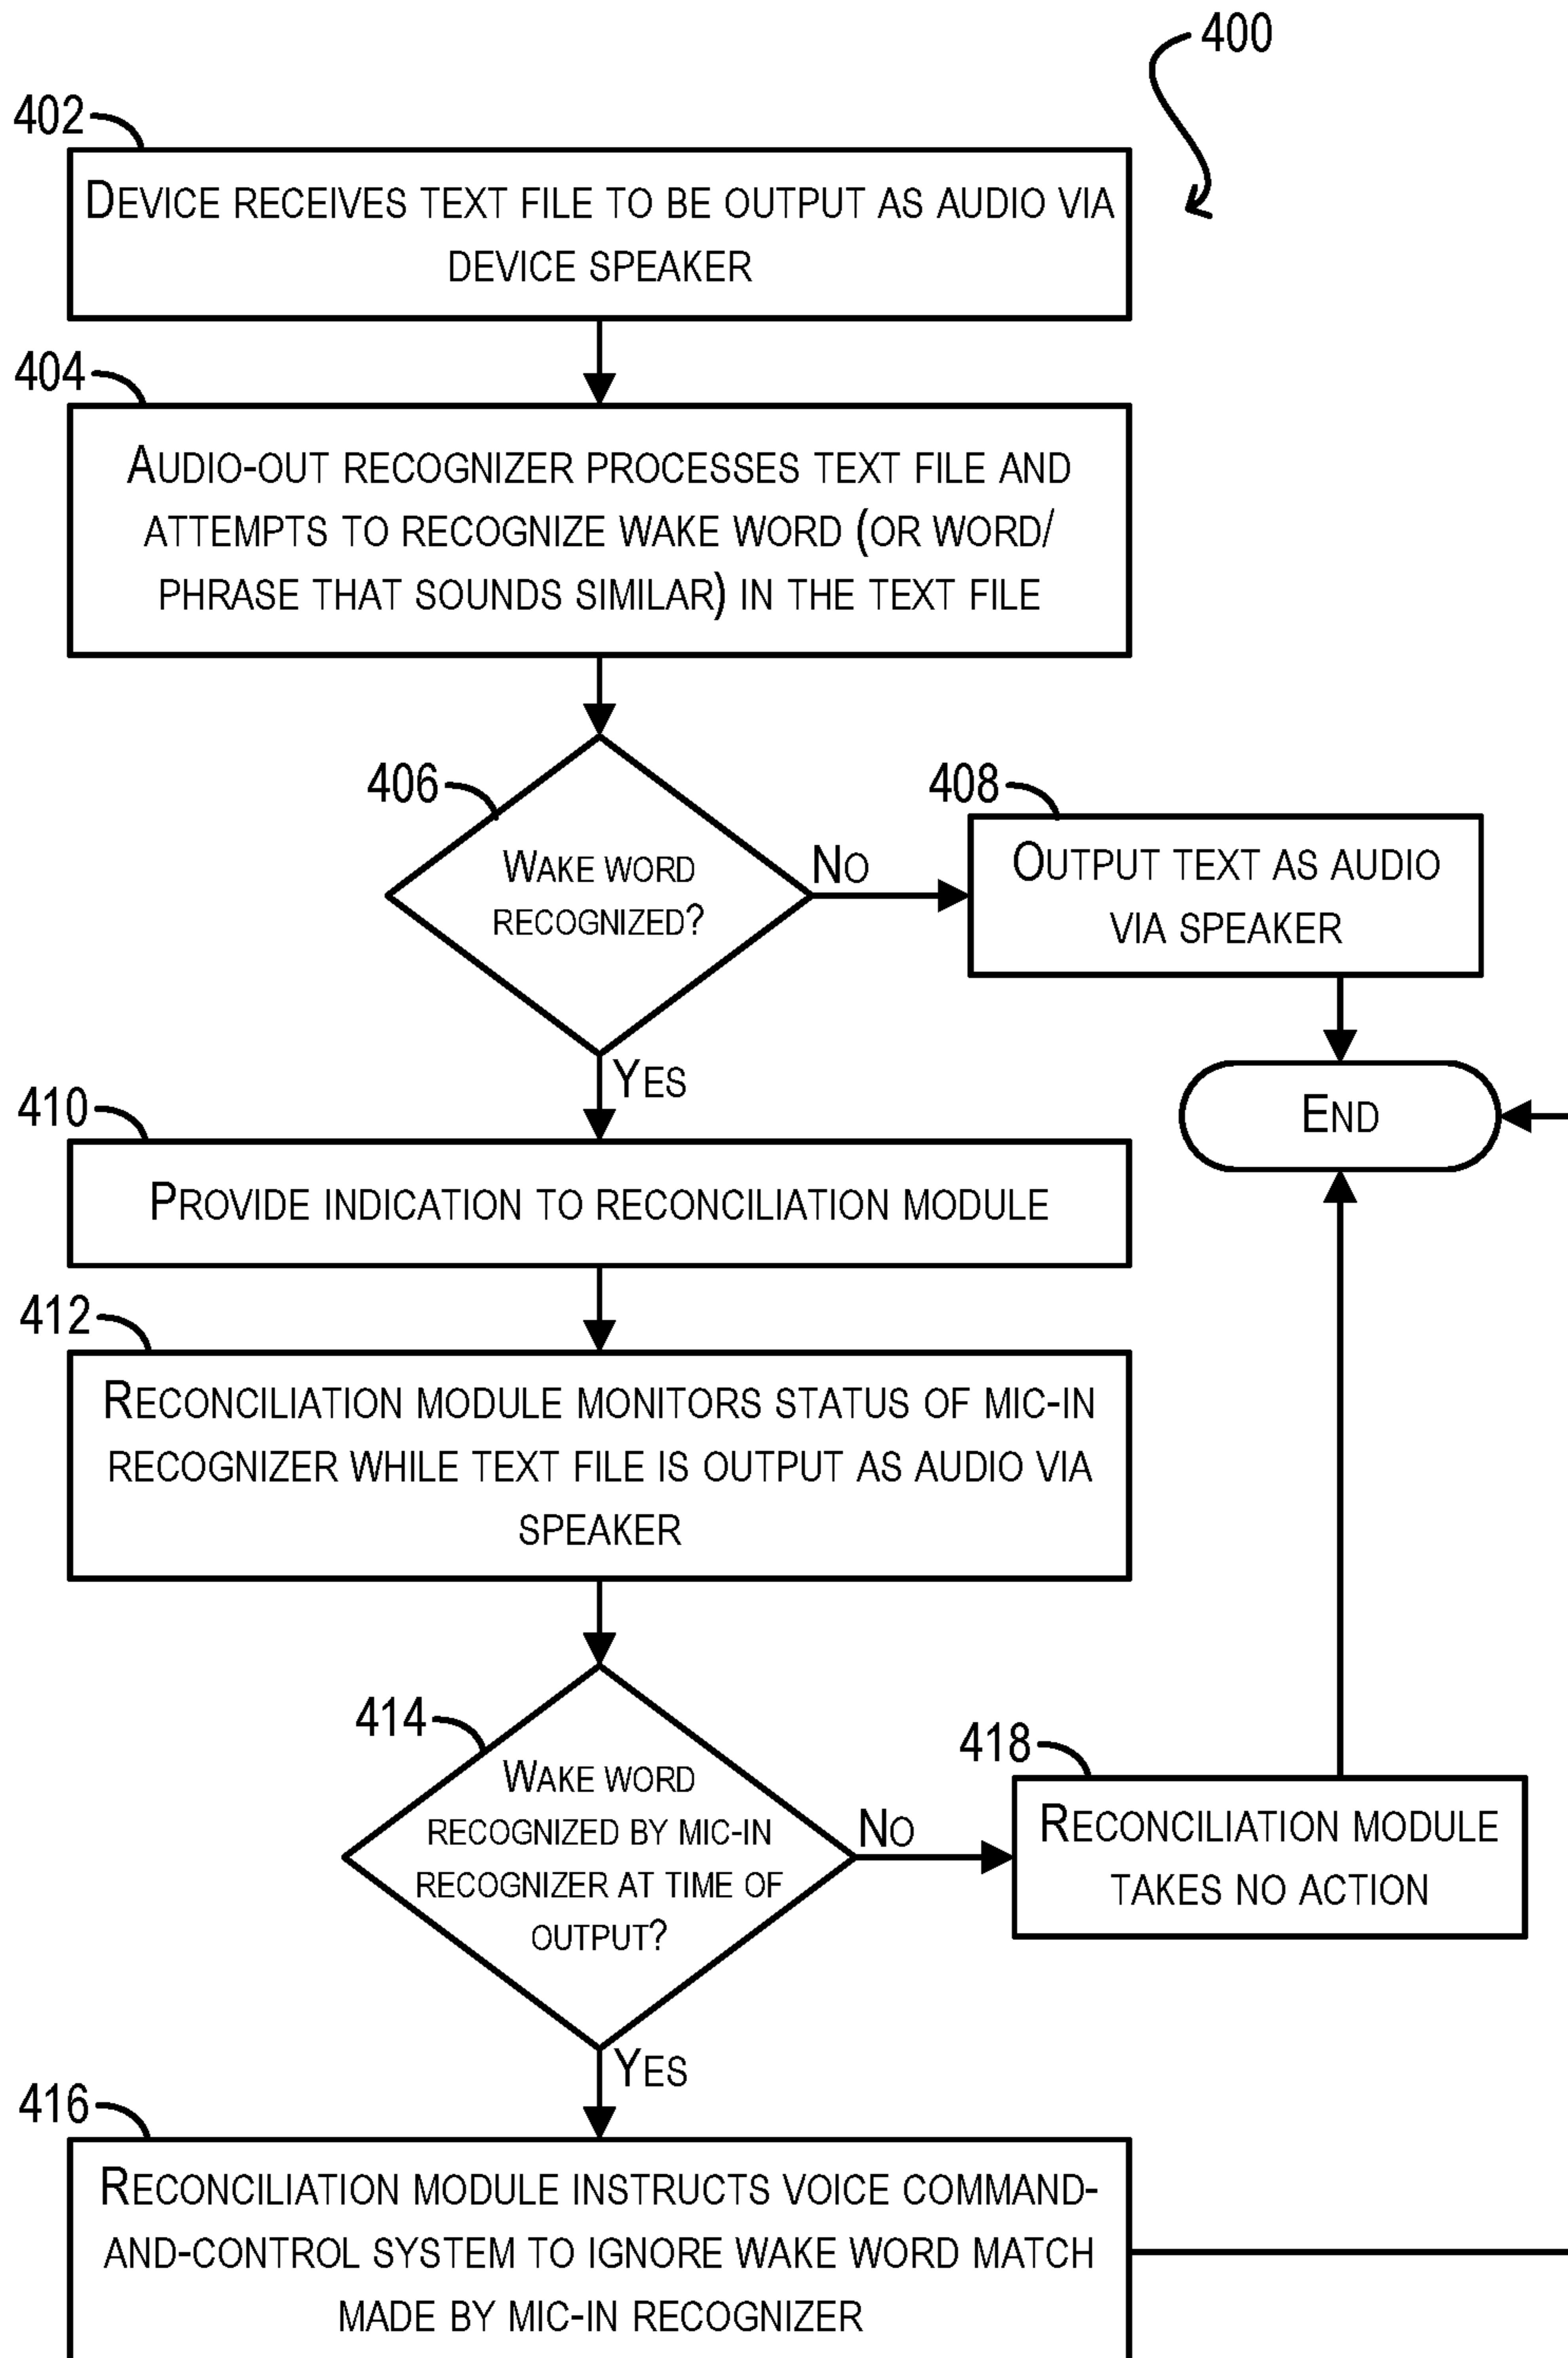 400
402
Device receives text file to be output as audio via
device speaker
404
Audio-out recognizer processes text file and
attempts to recognize wake word (or word/
phrase that sounds similar) in the text file
406
Wake word
recognized?
No
408
Output text as audio
via speaker
Yes
End
410
Provide indication to reconciliation module
412
Reconciliation module monitors status of mic-in
recognizer while text file is output as audio via
speaker
414
Wake word
recognized by mic-in
recognizer at time of
output?
No
418
Reconciliation module
takes no action
Yes
416
Reconciliation module instructs voice command-
and-control system to ignore wake word match
made by mic-in recognizer